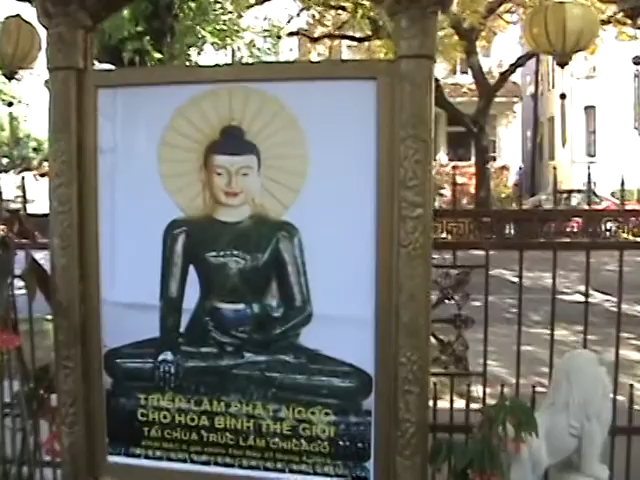 TRIỂN LÃM PHẬT NGỌC
CHO HÒA BÌNH THẾ GIỚI
TẠI CHÙA TRÚC LÂM CHICAGO